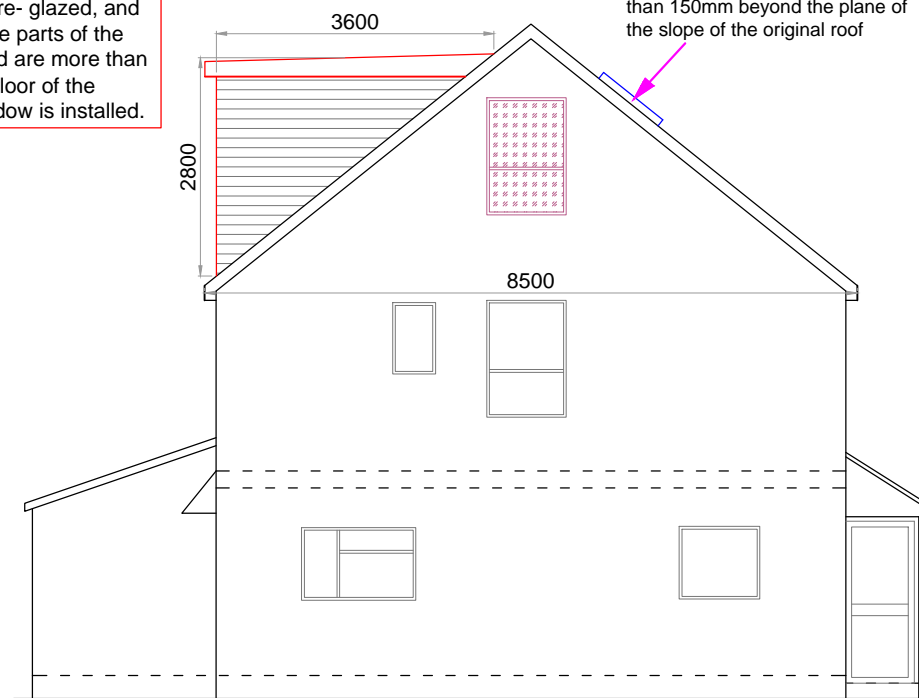 re- glazed, and
e parts of the
d are more than
loor of the
dow is installed.
3600
than 150mm beyond the plane of
the slope of the original roof
2800
8500